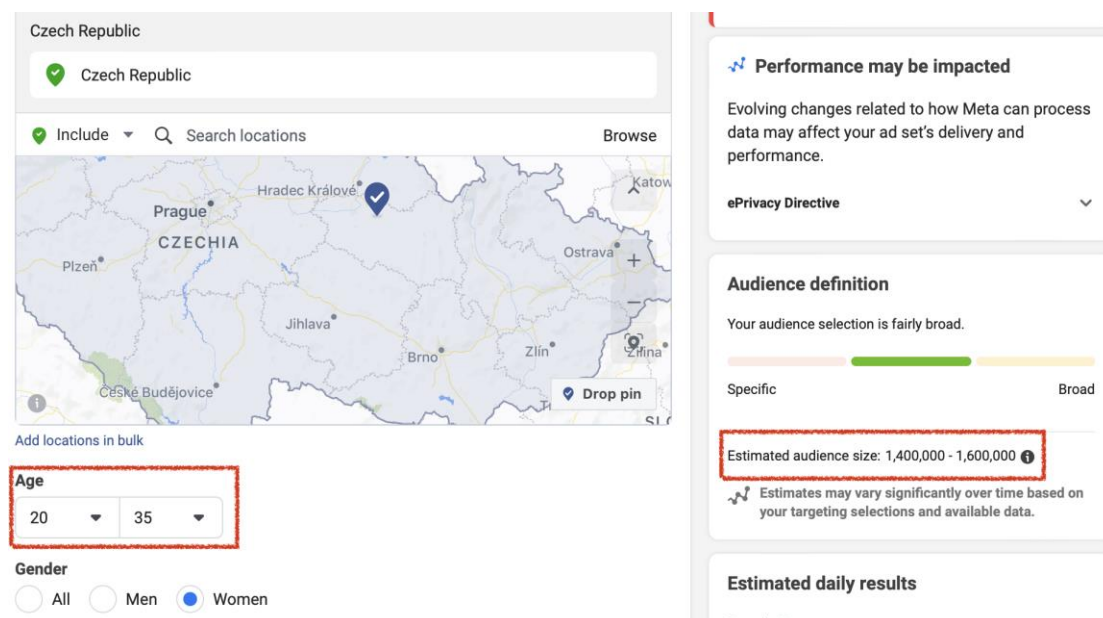 Czech Republic
Czech Republic
Include
Search locations
Browse
Hradec Králové
Katow
Prague
CZECHIA
Ostrava
Plzeň
Jihlava
Brno
Zlín
Žilina
České Budějovice
Drop pin
Add locations in bulk
Age
20
35
Gender
All
Men
Women
Performance may be impacted
Evolving changes related to how Meta can process
data may affect your ad set's delivery and
performance.
ePrivacy Directive
Audience definition
Your audience selection is fairly broad.
Specific
Broad
Estimated audience size: 1,400,000 - 1,600,000
Estimates may vary significantly over time based on
your targeting selections and available data.
Estimated daily results